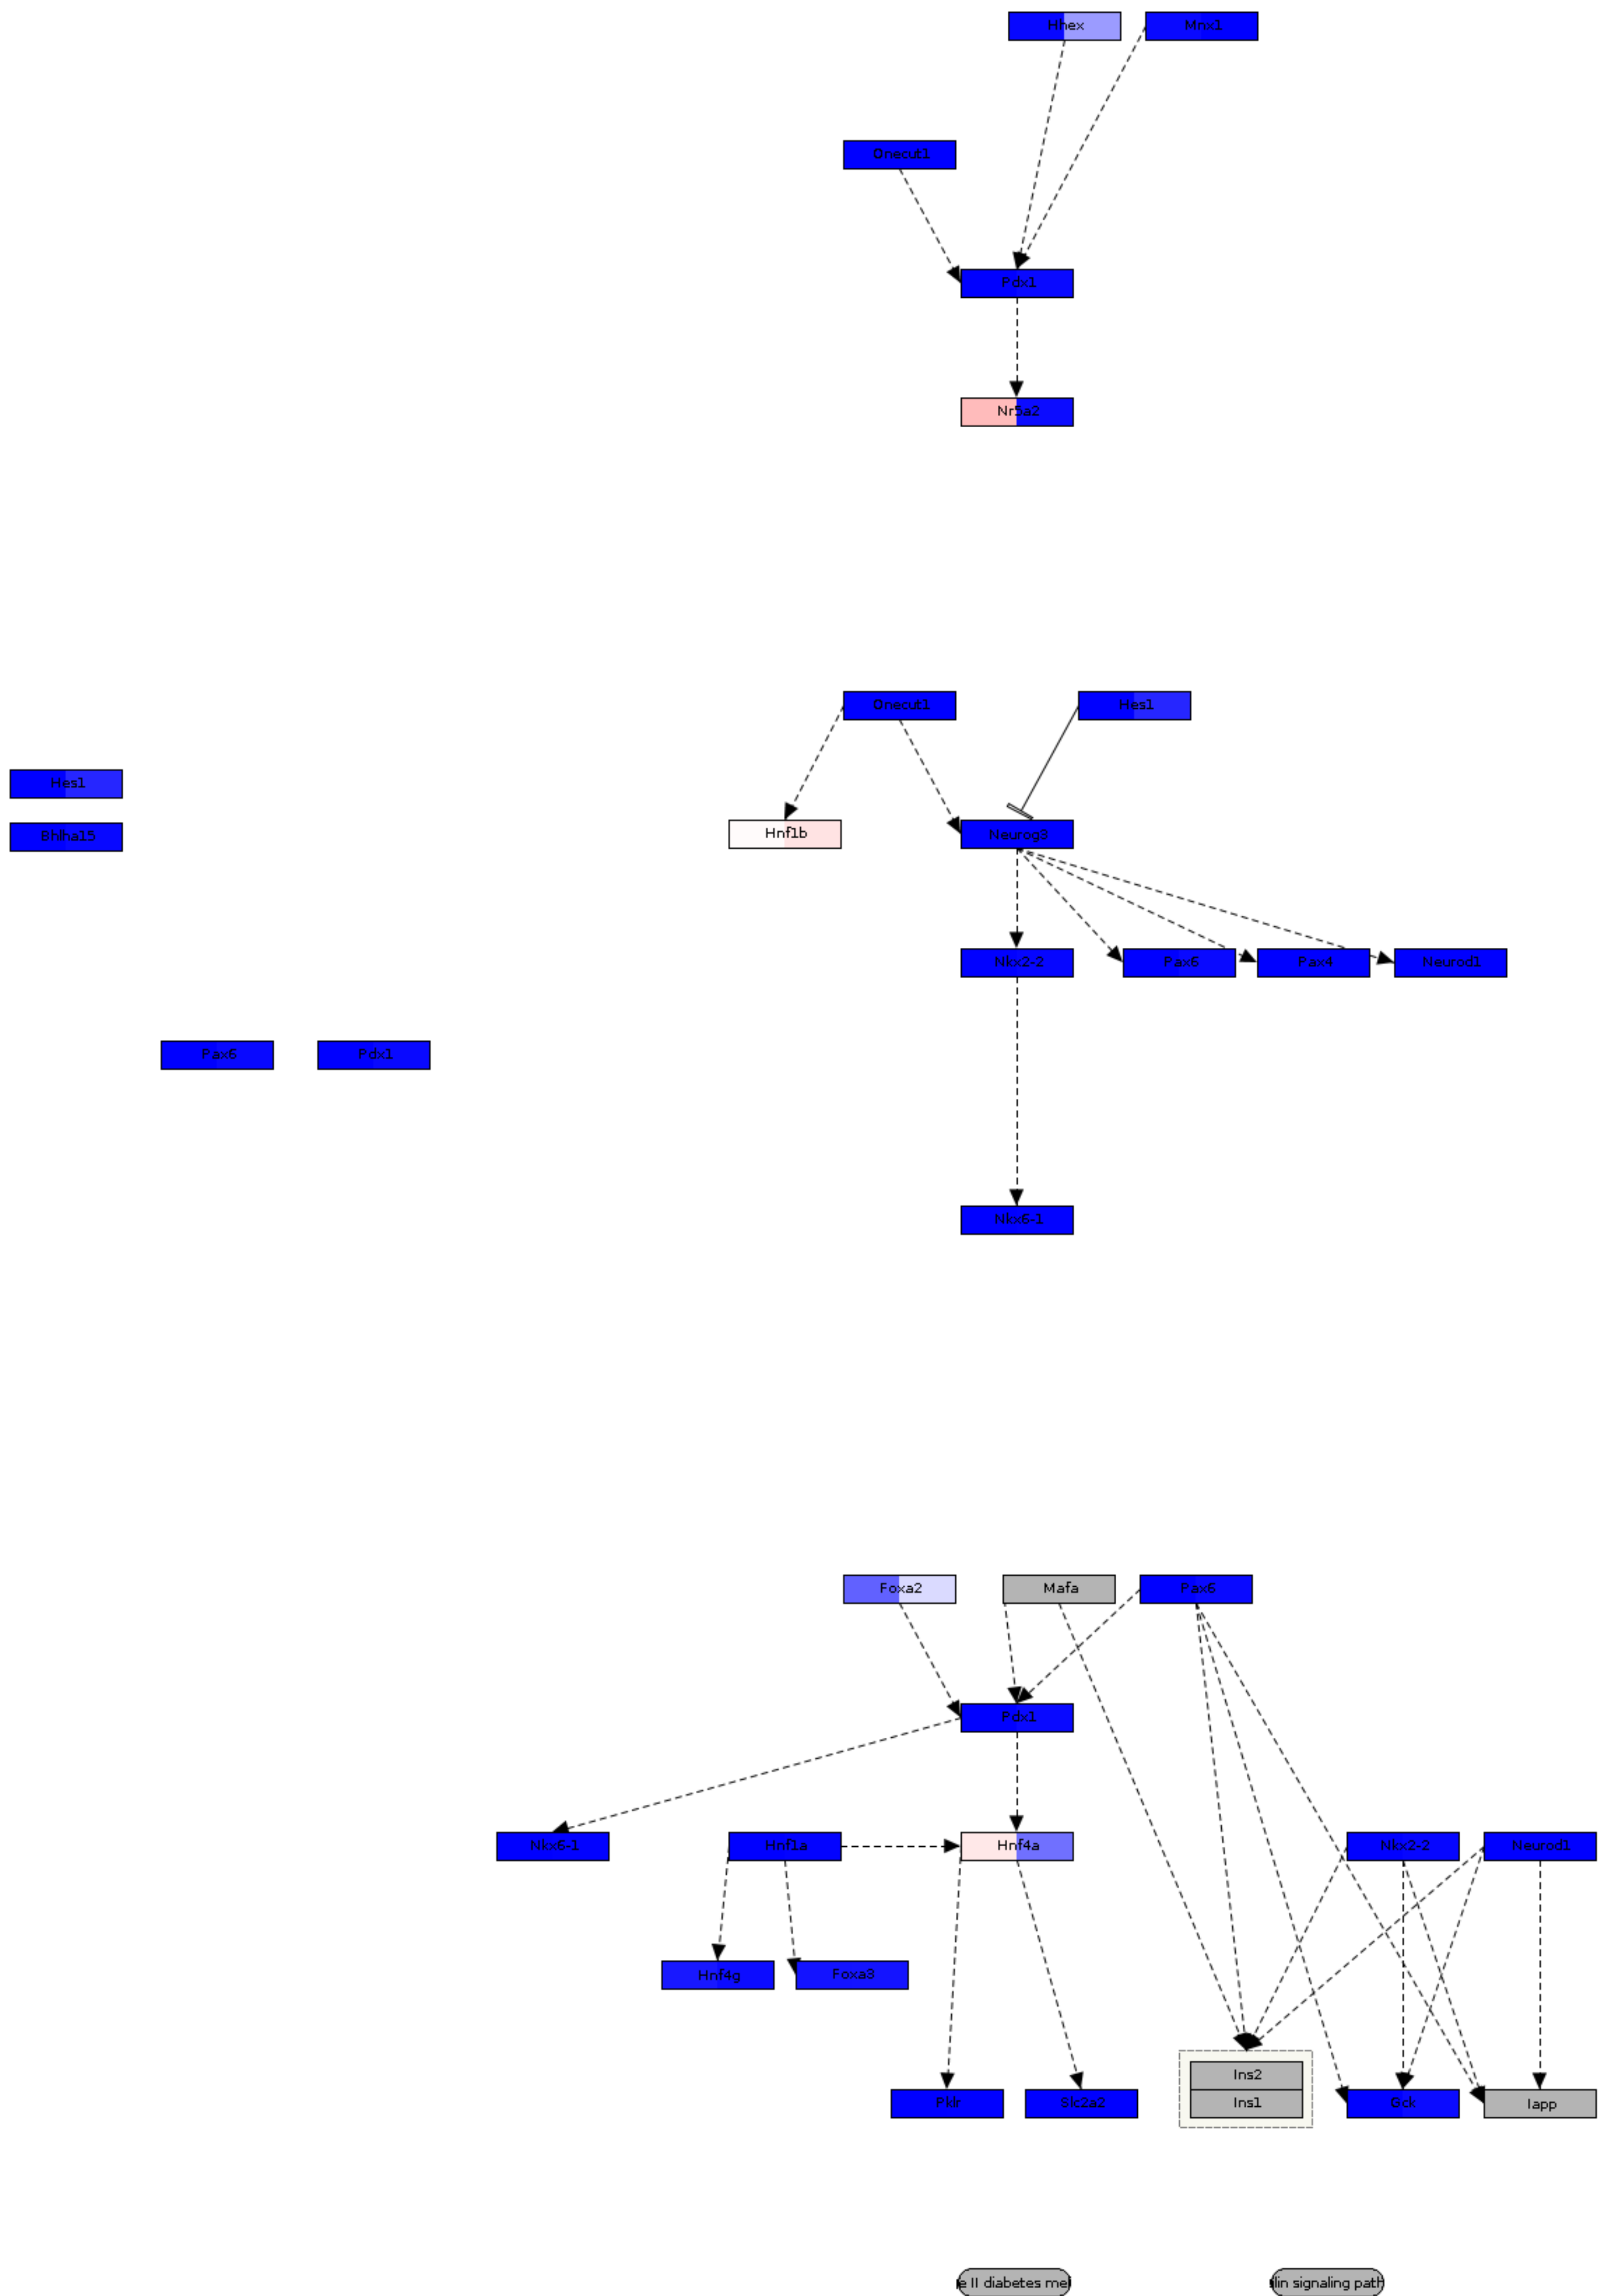 Hhex
Mnx1
Onecut1
Pdx1
Nr5a2
Onecut1
Hes1
Hes1
Bhlha15
Hnf1b
Neurog3
Nkx2-2
Pax6
Pax4
Neurod1
Pax6
Pdx1
Nkx6-1
Foxa2
Mafa
Pax6
Pdx1
Nkx6-1
Hnf1a
Hnf4a
Nkx2-2
Neurod1
Hnf4g
Foxa3
Pklr
Slc2a2
Ins2
Ins1
Gck
Iapp
e II diabetes mel
lin signaling path